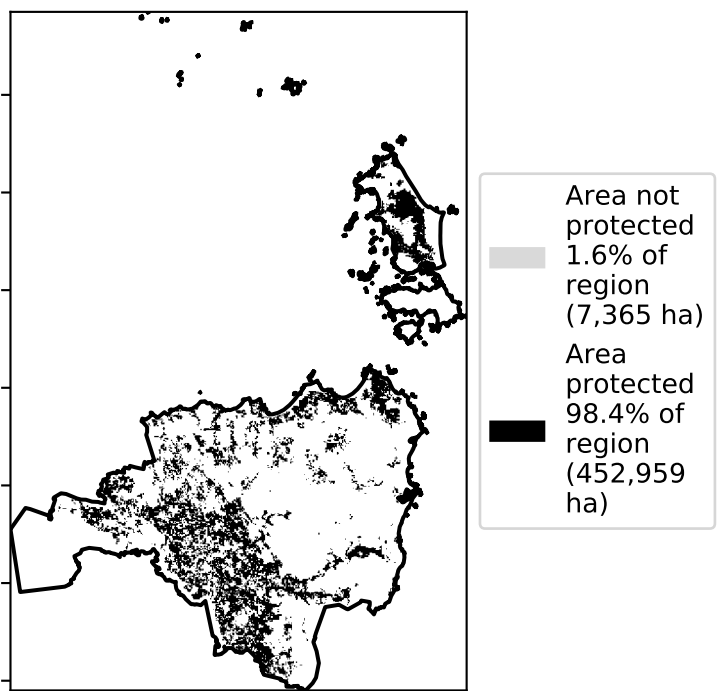 Area not
protected
1.6% of
region
(7,365 ha)
Area
protected
98.4% of
region
(452,959
ha)